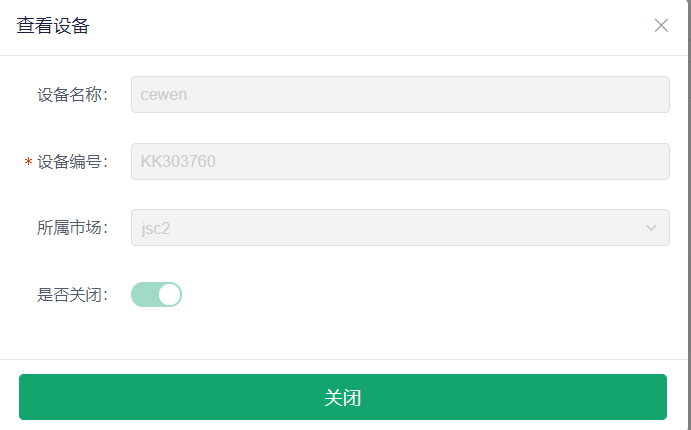 查看设备
设备名称： cewen
* 设备编号： KK303760
所属市场： jsc2
是否关闭：
关闭